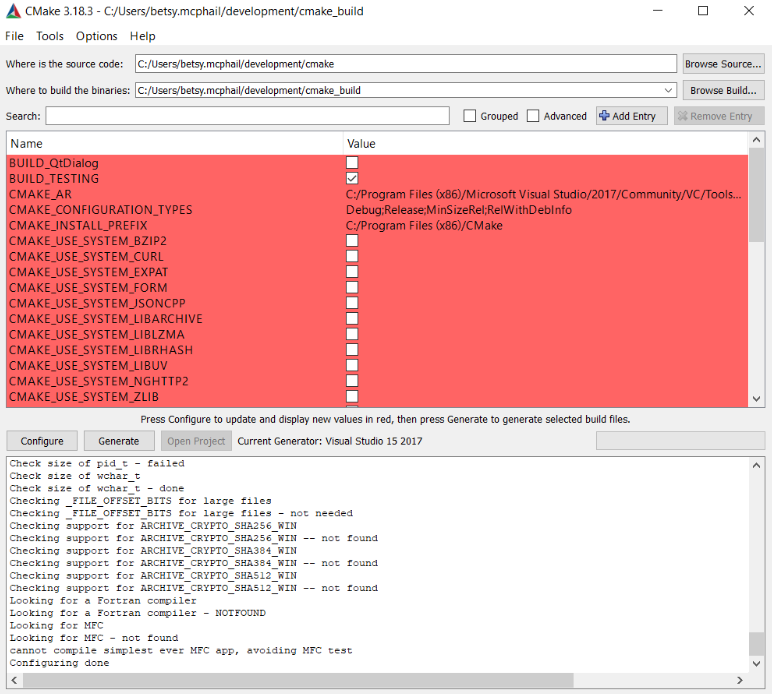 CMake 3.18.3 - C:/Users/betsy.mcphail/development/cmake_build
File Tools Options Help
Where is the source code: C:/Users/betsy.mcphail/development/cmake Browse Source...
Where to build the binaries: C:/Users/betsy.mcphail/development/cmake_build Browse Build...
Search: Grouped Advanced Add Entry Remove Entry
Name Value
BUILD_QtDialog
BUILD_TESTING
CMAKE_AR C:/Program Files (x86)/Microsoft Visual Studio/2017/Community/VC/Tools...
CMAKE_CONFIGURATION_TYPES Debug;Release;MinSizeRel;RelWithDebInfo
CMAKE_INSTALL_PREFIX C:/Program Files (x86)/CMake
CMAKE_USE_SYSTEM_BZIP2
CMAKE_USE_SYSTEM_CURL
CMAKE_USE_SYSTEM_EXPAT
CMAKE_USE_SYSTEM_FORM
CMAKE_USE_SYSTEM_JSONCPP
CMAKE_USE_SYSTEM_LIBARCHIVE
CMAKE_USE_SYSTEM_LIBLZMA
CMAKE_USE_SYSTEM_LIBRHASH
CMAKE_USE_SYSTEM_LIBUV
CMAKE_USE_SYSTEM_NGHTTP2
CMAKE_USE_SYSTEM_ZLIB
Press Configure to update and display new values in red, then press Generate to generate selected build files.
Configure Generate Open Project Current Generator: Visual Studio 15 2017
Check size of pid_t - failed
Check size of wchar_t
Check size of wchar_t - done
Checking _FILE_OFFSET_BITS for large files
Checking _FILE_OFFSET_BITS for large files - not needed
Checking support for ARCHIVE_CRYPTO_SHA256_WIN
Checking support for ARCHIVE_CRYPTO_SHA256_WIN -- not found
Checking support for ARCHIVE_CRYPTO_SHA384_WIN
Checking support for ARCHIVE_CRYPTO_SHA384_WIN -- not found
Checking support for ARCHIVE_CRYPTO_SHA512_WIN
Checking support for ARCHIVE_CRYPTO_SHA512_WIN -- not found
Looking for a Fortran compiler
Looking for a Fortran compiler - NOTFOUND
Looking for MFC
Looking for MFC - not found
cannot compile simplest ever MFC app, avoiding MFC test
Configuring done